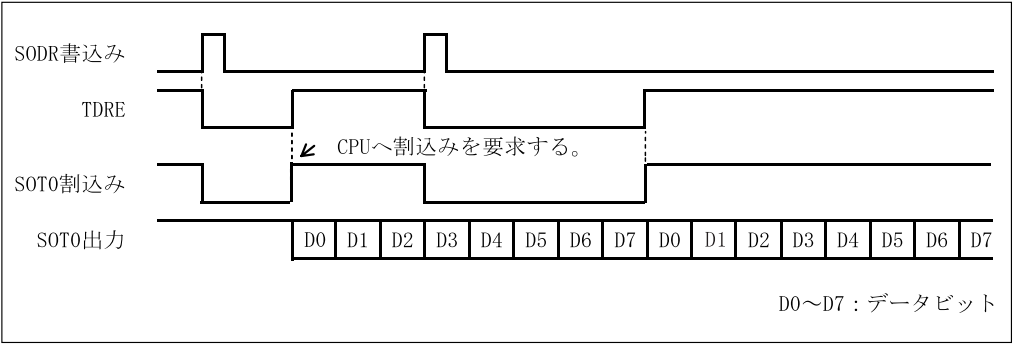 SODR書込み
TDRE
CPUへ割込みを要求する。
SOT0割込み
SOT0出力
D0 D1 D2 D3 D4 D5 D6 D7 D0 D1 D2 D3 D4 D5 D6 D7
D0～D7：データビット